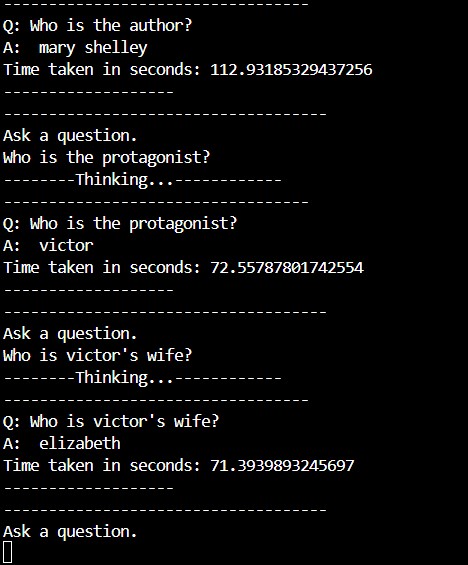 ----------------------------------
Q: Who is the author?
A:  mary shelley
Time taken in seconds: 112.93185329437256
-------------------
------------------------------------
Ask a question.
Who is the protagonist?
--------Thinking...------------
----------------------------------
Q: Who is the protagonist?
A:  victor
Time taken in seconds: 72.55787801742554
-------------------
------------------------------------
Ask a question.
Who is victor's wife?
--------Thinking...------------
----------------------------------
Q: Who is victor's wife?
A:  elizabeth
Time taken in seconds: 71.3939893245697
-------------------
------------------------------------
Ask a question.